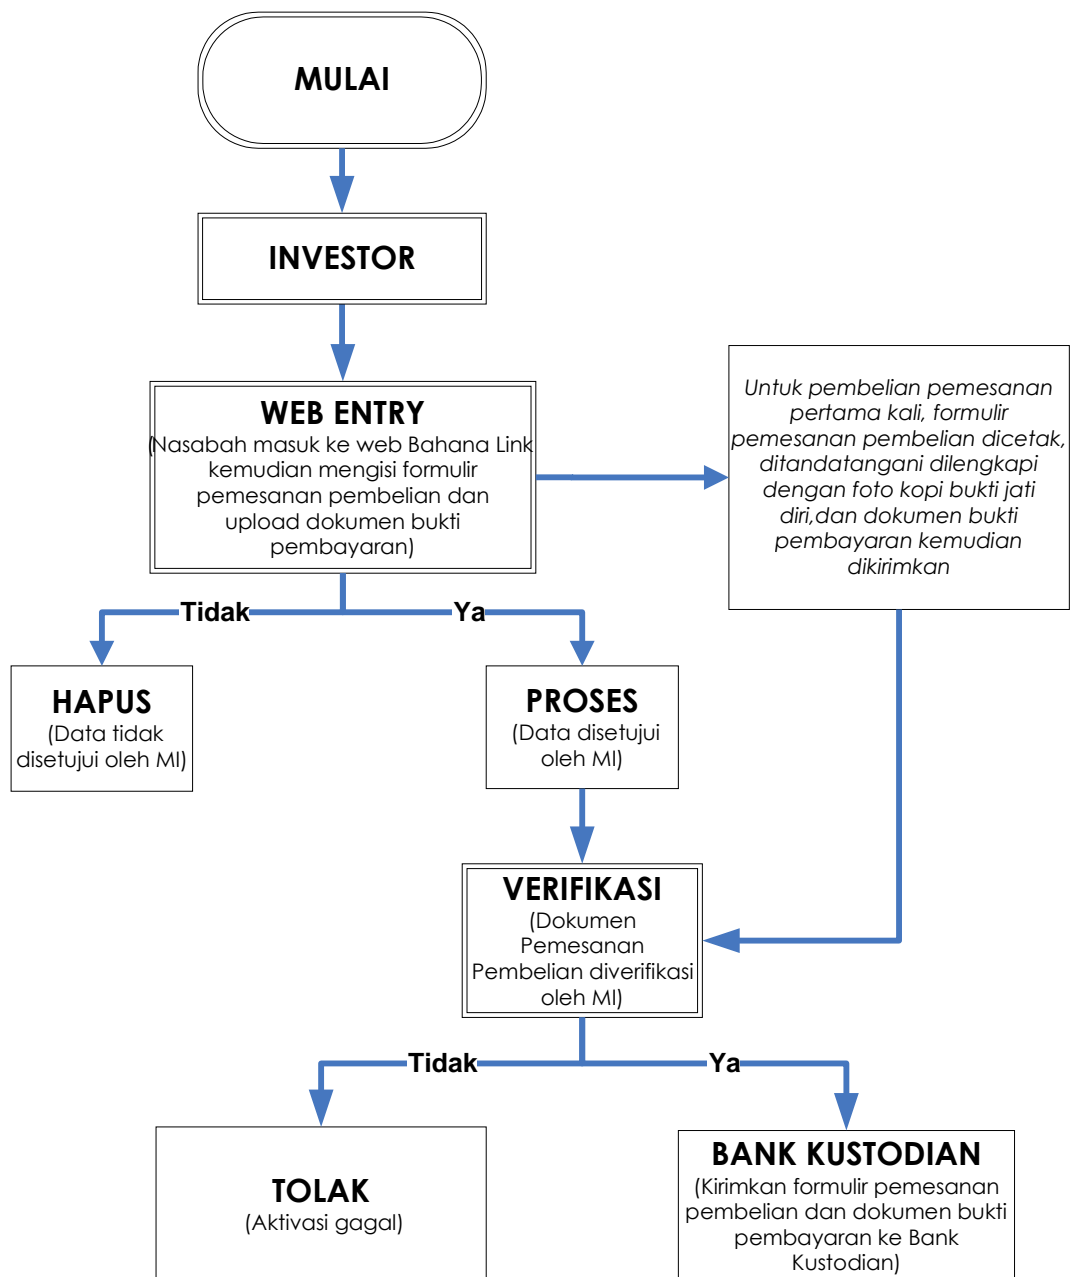 MULAI
INVESTOR
WEB ENTRY
(Nasabah masuk ke web Bahana Link
kemudian mengisi formulir
pemesanan pembelian dan
upload dokumen bukti
pembayaran)
Untuk pembelian pemesanan
pertama kali, formulir
pemesanan pembelian dicetak,
ditandatangani dilengkapi
dengan foto kopi bukti jati
diri,dan dokumen bukti
pembayaran kemudian
dikirimkan
Tidak
Ya
HAPUS
(Data tidak
disetujui oleh MI)
PROSES
(Data disetujui
oleh MI)
VERIFIKASI
(Dokumen
Pemesanan
Pembelian diverifikasi
oleh MI)
Tidak
Ya
TOLAK
(Aktivasi gagal)
BANK KUSTODIAN
(Kirimkan formulir pemesanan
pembelian dan dokumen bukti
pembayaran ke Bank
Kustodian)